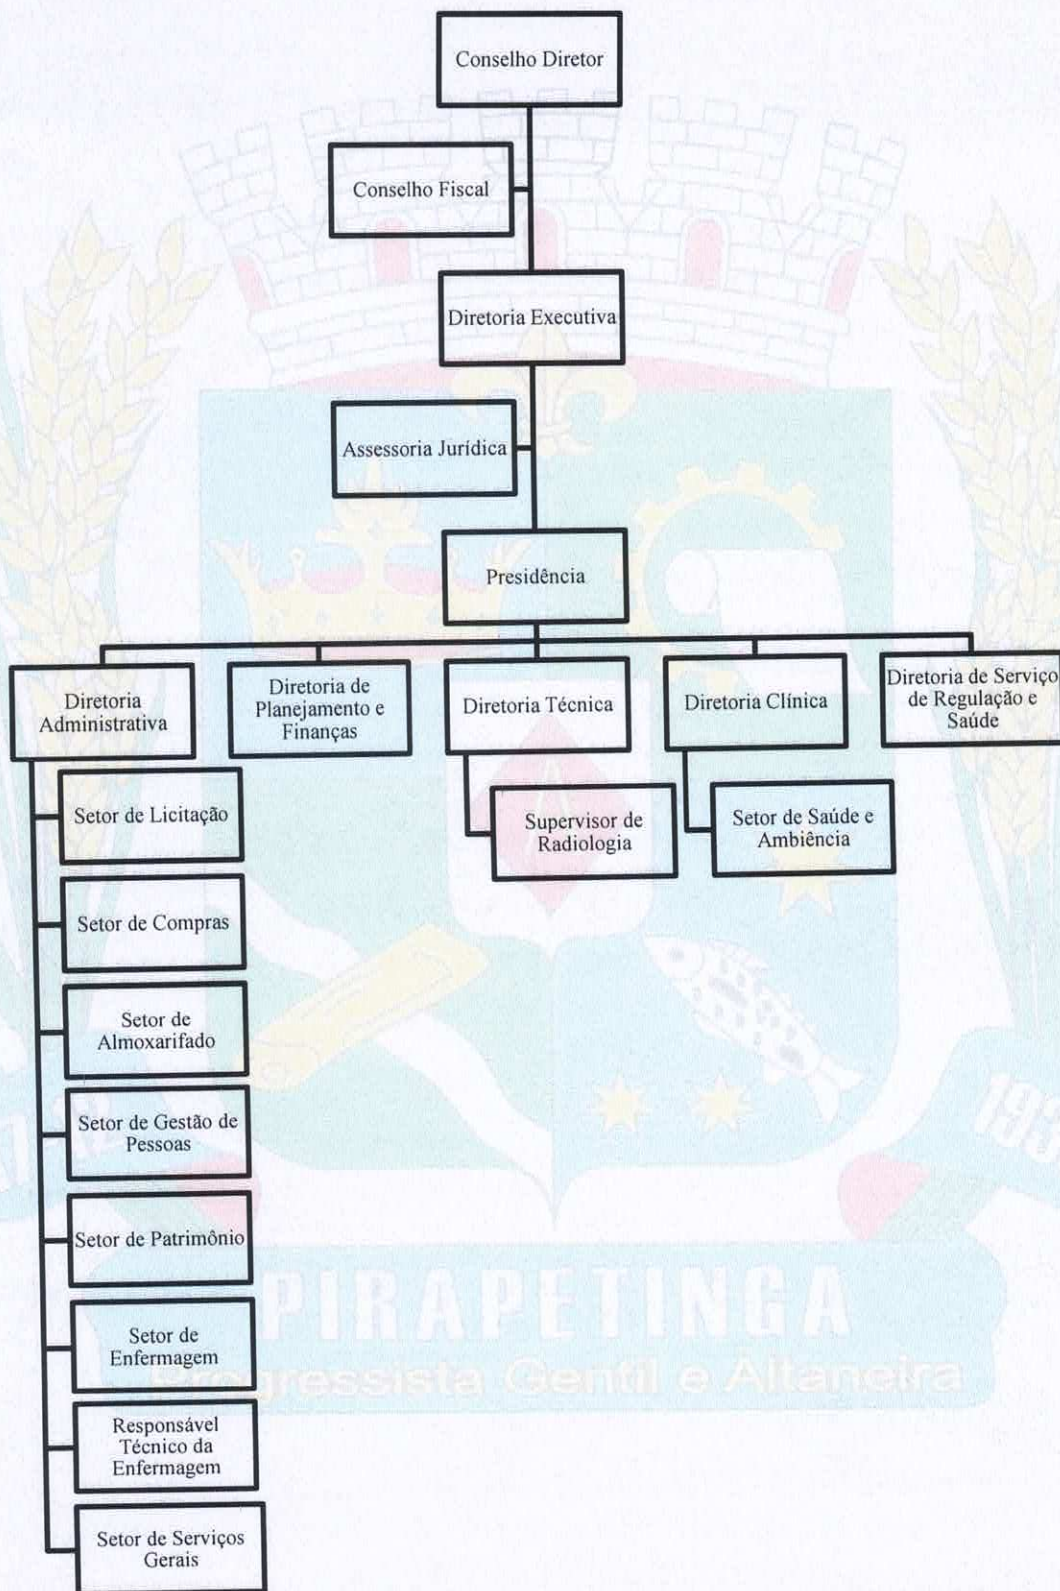 Conselho Diretor
Conselho Fiscal
Diretoria Executiva
Assessoria Jurídica
Presidência
Diretoria
Administrativa
Diretoria de
Planejamento e
Finanças
Diretoria Técnica
Diretoria Clínica
Diretoria de Serviço
de Regulação e
Saúde
Setor de Licitação
Supervisor de
Radiologia
Setor de Saúde e
Ambiência
Setor de Compras
Setor de
Almoxarifado
Setor de Gestão de
Pessoas
Setor de Patrimônio
Setor de
Enfermagem
Responsável
Técnico da
Enfermagem
Setor de Serviços
Gerais
PIRAPETINGA
Progressista Gentil e Altaneira